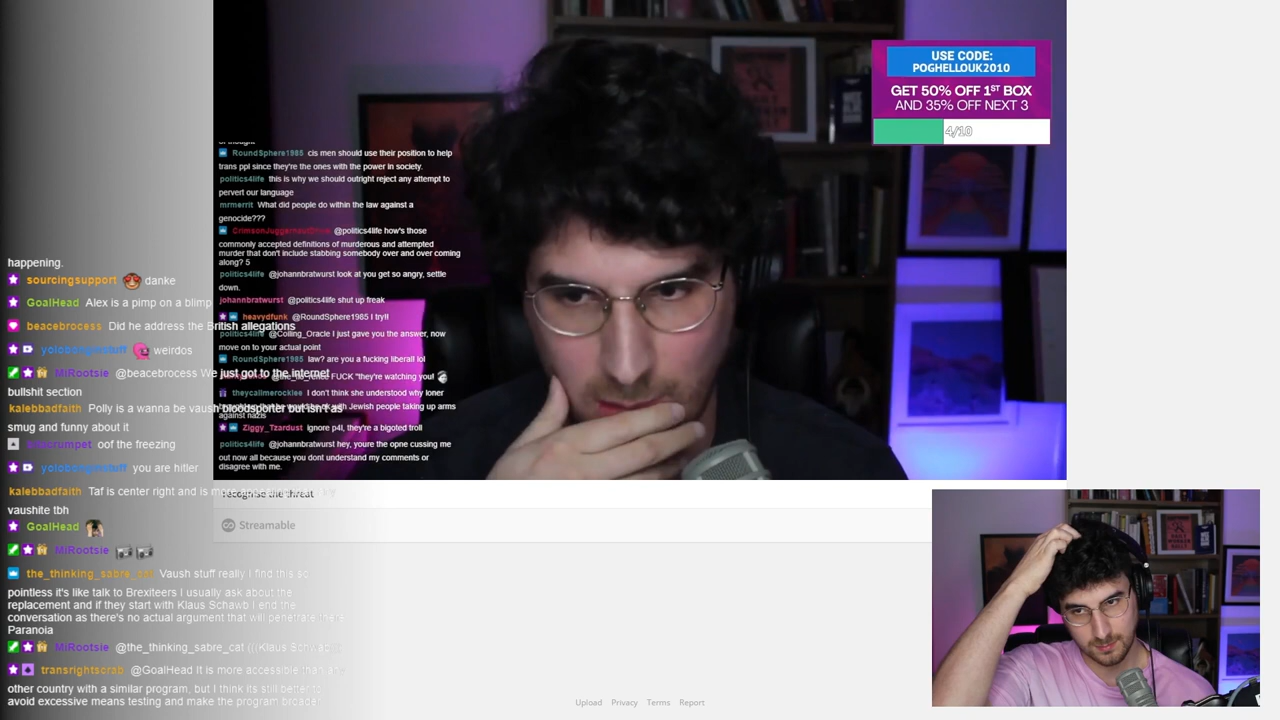 USE CODE:
POGHELLOUK2010
GET 50% OFF 1ST BOX
AND 35% OFF NEXT 3
4/10
RoundSphere1985 cis men should use their position to help
trans ppl since they're the ones with the power in society.
politics4life this is why we should outright reject any attempt to
pervert our language
mrmerrit What did people do within the law against a
genocide???
@politics4life how's those
commonly accepted definitions of murderous and attempted
murder that don't include stabbing somebody over and over coming
along? 5
politics4life @johannbratwurst look at you get so angry, settle
down.
johannbratwurst @politics4life shut up freak
heavydfunk @RoundSphere1985 I try!!
politics4life @Coiling_Oracle I just gave you the answer, now
move on to your actual point
RoundSphere1985 law? are you a fucking liberall lol
FUCK "they're watching you!
theycallmerocklee I don't think she understood why loner
with Jewish people taking up arms
against nazis
Ziggy_Tzardust Ignore p4l, they're a bigoted troll
politics4life @johannbratwurst hey, youre the opne cussing me
out now all because you dont understand my comments or
disagree with me.
happening.
sourcingsupport danke
GoalHead Alex is a pimp on a blimp
beacebrocess Did he address the British allegations
weirdos
MiRootsie @beacebrocess We just got to the internet
bullshit section
kalebbadfaith Polly is a wanna be vaush bloodsporter but isn't as
smug and funny about it
oof the freezing
you are hitler
kalebbadfaith Taf is center right and is more
vaushite tbh
GoalHead
MiRootsie
the_thinking_sabre_cat Vaush stuff really I find this so
pointless it's like talk to Brexiteers I usually ask about the
replacement and if they start with Klaus Schawb I end the
conversation as there's no actual argument that will penetrate there
Paranoia
MiRootsie @the_thinking_sabre_cat (((Klaus
transrightscrab @GoalHead It is more accessible than
other country with a similar program, but I think its still better to
avoid excessive means testing and make the program broader
recognise the threat
Streamable
Upload Privacy Terms Report